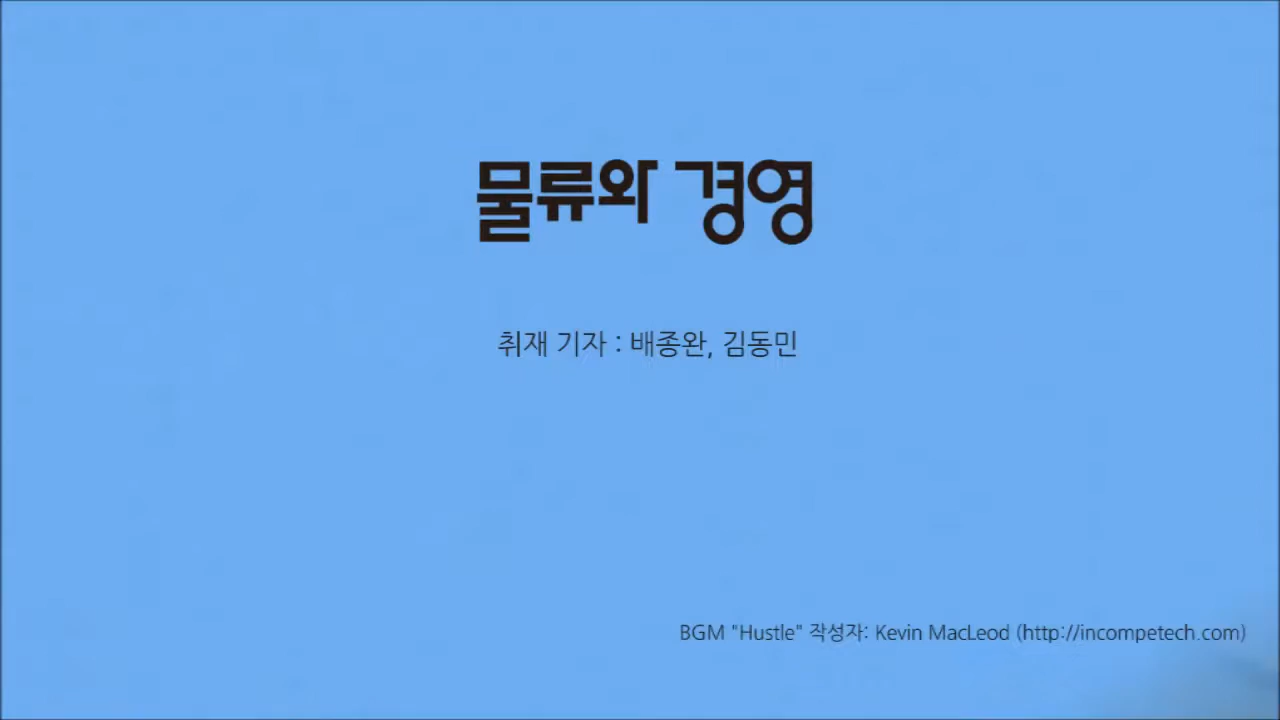 물류와 경영
취재 기자 : 배종완, 김동민
BGM "Hustle" 작성자: Kevin MacLeod (http://incompetech.com)